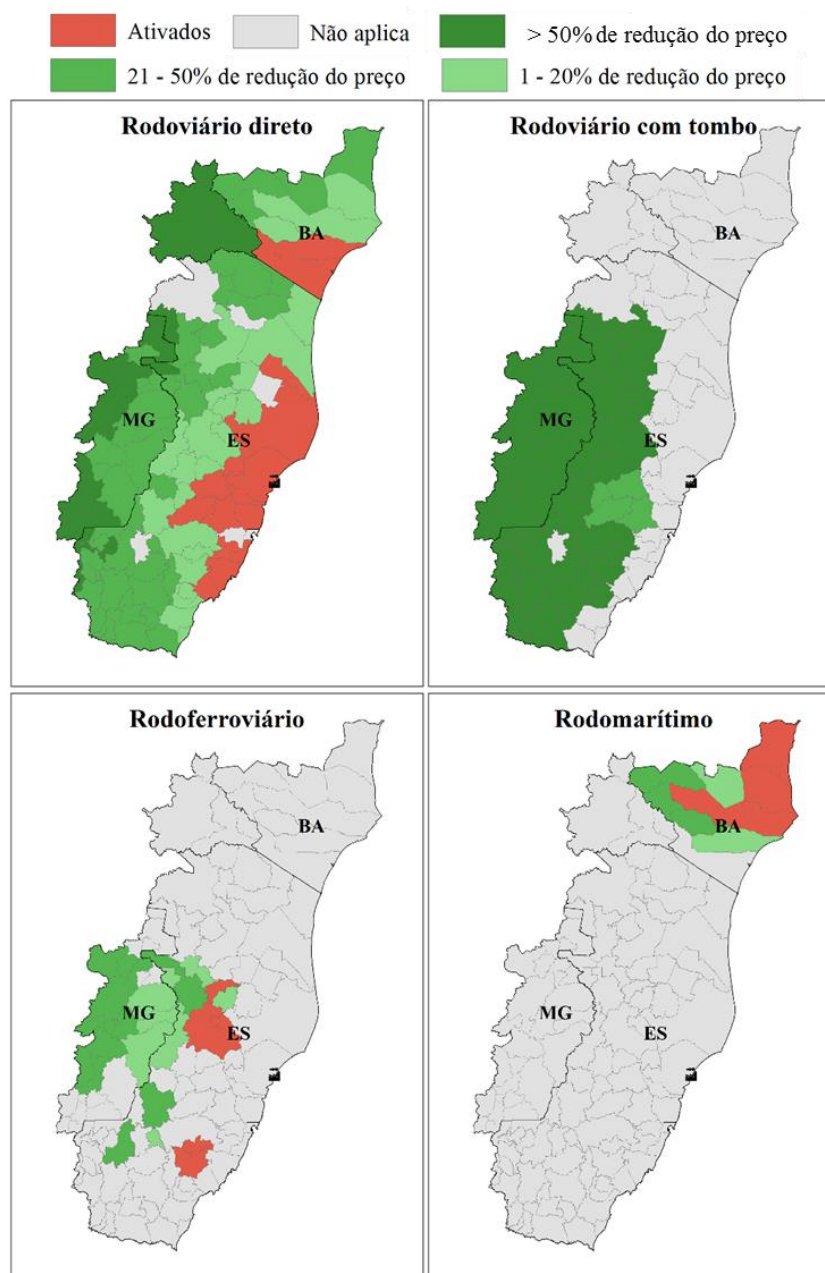 Ativados Não aplica > 50% de redução do preço
21 - 50% de redução do preço 1 - 20% de redução do preço
Rodoviário direto
BA
MG
ES
Rodoviário com tombo
BA
MG
ES
Rodoferroviário
BA
MG
ES
Rodomarítimo
BA
MG
ES